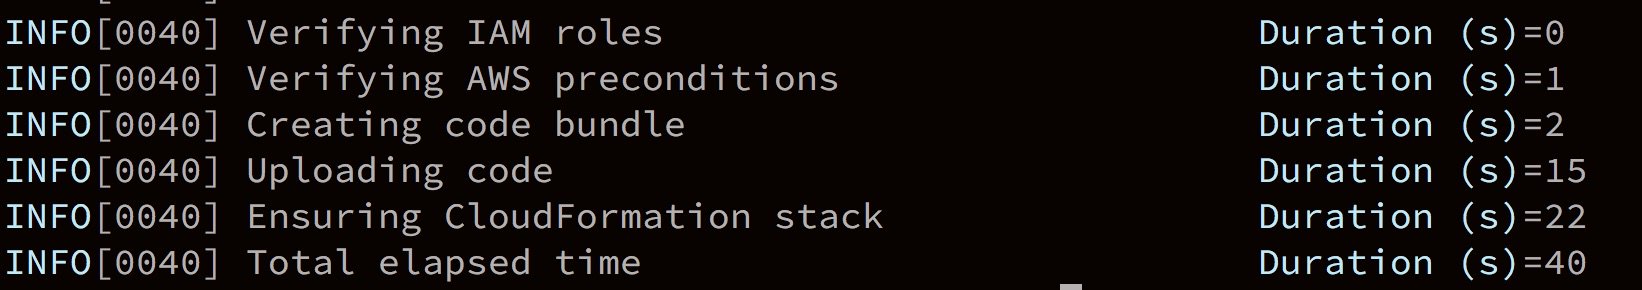 INFO[0040] Verifying IAM roles Duration (s)=0
INFO[0040] Verifying AWS preconditions Duration (s)=1
INFO[0040] Creating code bundle Duration (s)=2
INFO[0040] Uploading code Duration (s)=15
INFO[0040] Ensuring CloudFormation stack Duration (s)=22
INFO[0040] Total elapsed time Duration (s)=40